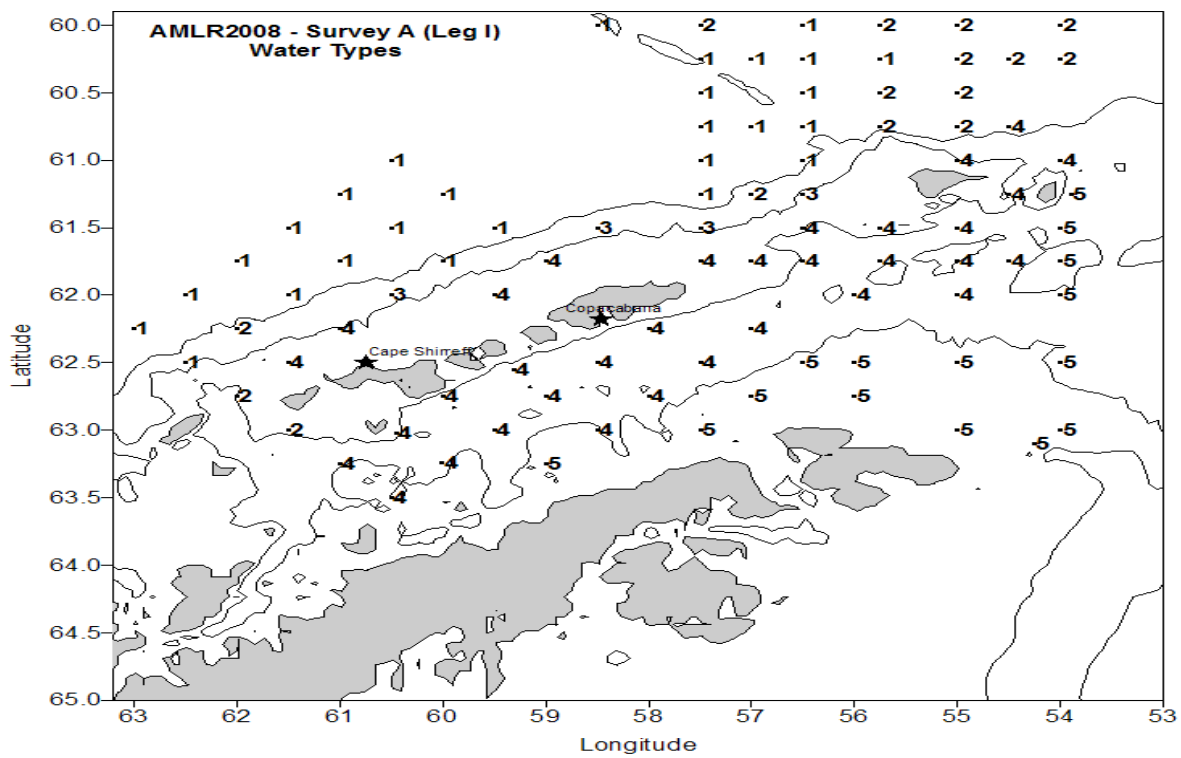 AMLR2008 - Survey A (Leg I)
Water Types
60.0 -1 -2 -1 -2 -2 -2
-1 -1 -1 -1 -2 -2 -2
60.5 -1 -1 -2 -2
-1 -1 -1 -2 -2 -4
61.0 -1 -1 -1 -4 -4
-1 -1 -1 -2 -3 -4 -5
61.5 -1 -1 -1 -3 -3 -4 -4 -4 -5
-1 -1 -1 -4 -4 -4 -4 -4 -4 -4 -5
62.0 -1 -1 -3 -4 -4 -4 -5
Copacabana
-1 -2 -4 -4 -4
Cape Shirreff
62.5 -1 -4 -4 -4 -4 -5 -5 -5 -5
-2 -4 -4 -4 -5 -5
63.0 -2 -4 -4 -4 -5 -5 -5
-5
-4 -4 -5
63.5 -4
64.0
64.5
65.0
Latitude
63 62 61 60 59 58 57 56 55 54 53
Longitude